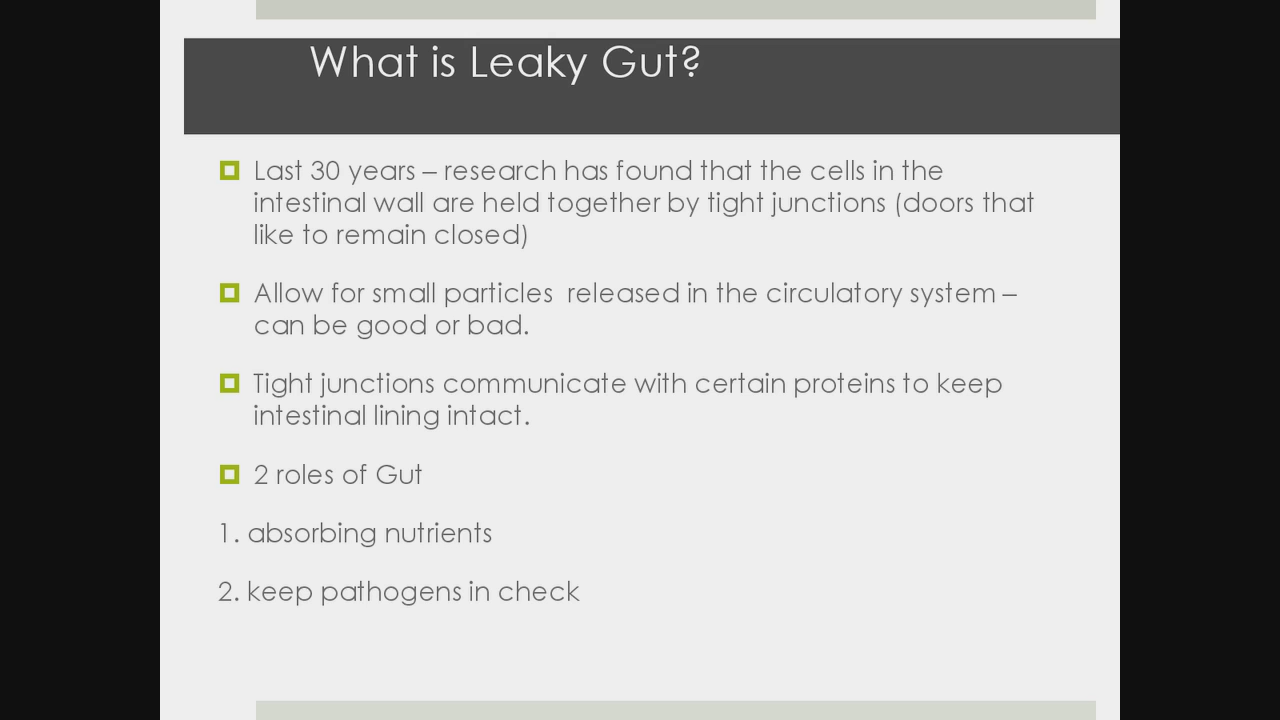 What is Leaky Gut?
Last 30 years – research has found that the cells in the
intestinal wall are held together by tight junctions (doors that
like to remain closed)
Allow for small particles  released in the circulatory system –
can be good or bad.
Tight junctions communicate with certain proteins to keep
intestinal lining intact.
2 roles of Gut
1. absorbing nutrients
2. keep pathogens in check